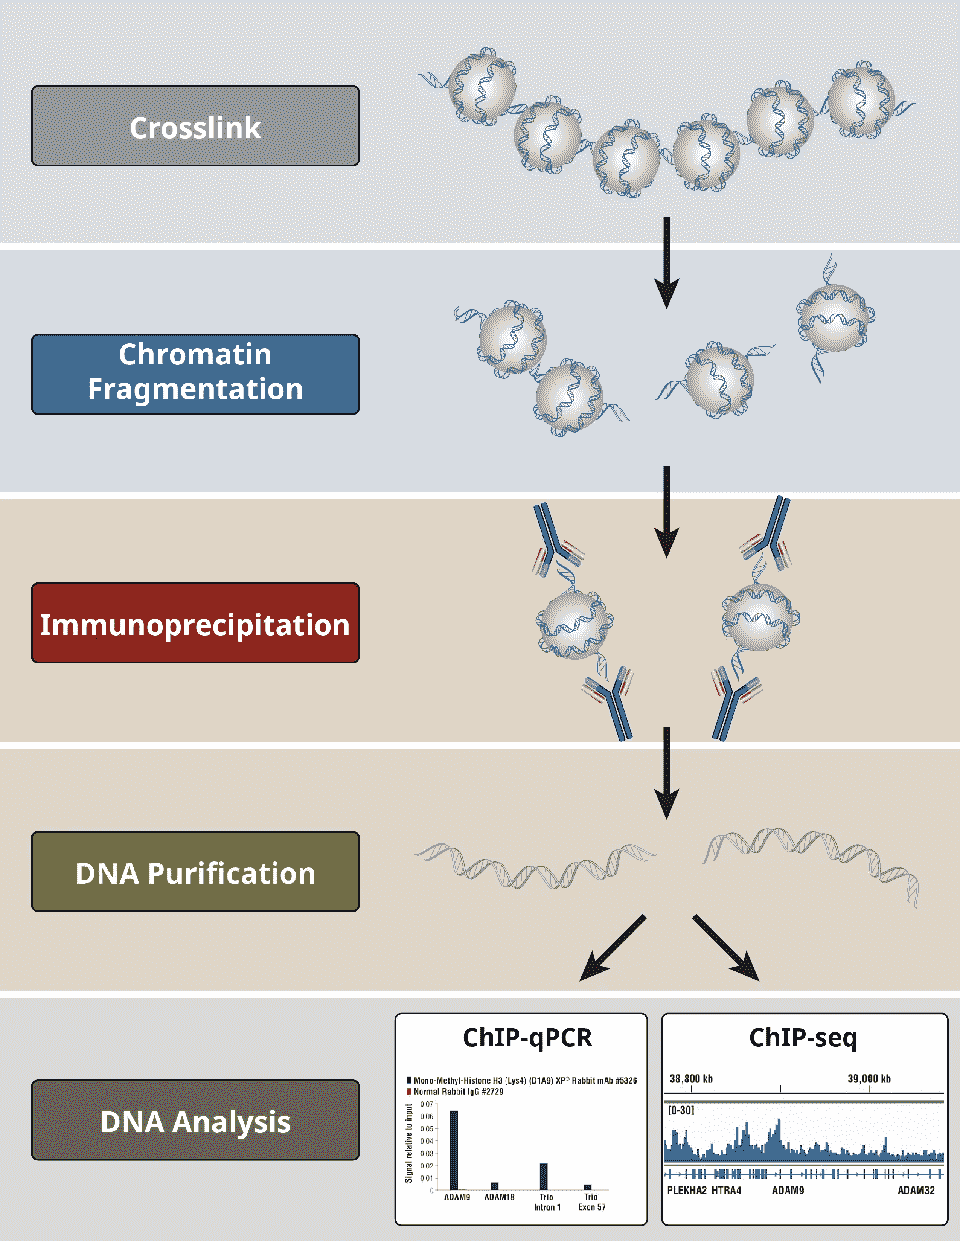 Crosslink
Chromatin
Fragmentation
Immunoprecipitation
DNA Purification
DNA Analysis
ChIP-qPCR
Mono-Methyl-Histone H3 (Lys4) (D1A9) XP® Rabbit mAb #5326
Normal Rabbit IgG #2729
Signal relative to Input
0.07
0.06
0.05
0.04
0.03
0.02
0.01
0
ADAM9
ADAM18
Trio
Intron 1
Trio
Exon 57
ChIP-seq
38,800 kb
39,000 kb
[0-30]
PLEKHA2 HTRA4 ADAM9 ADAM32